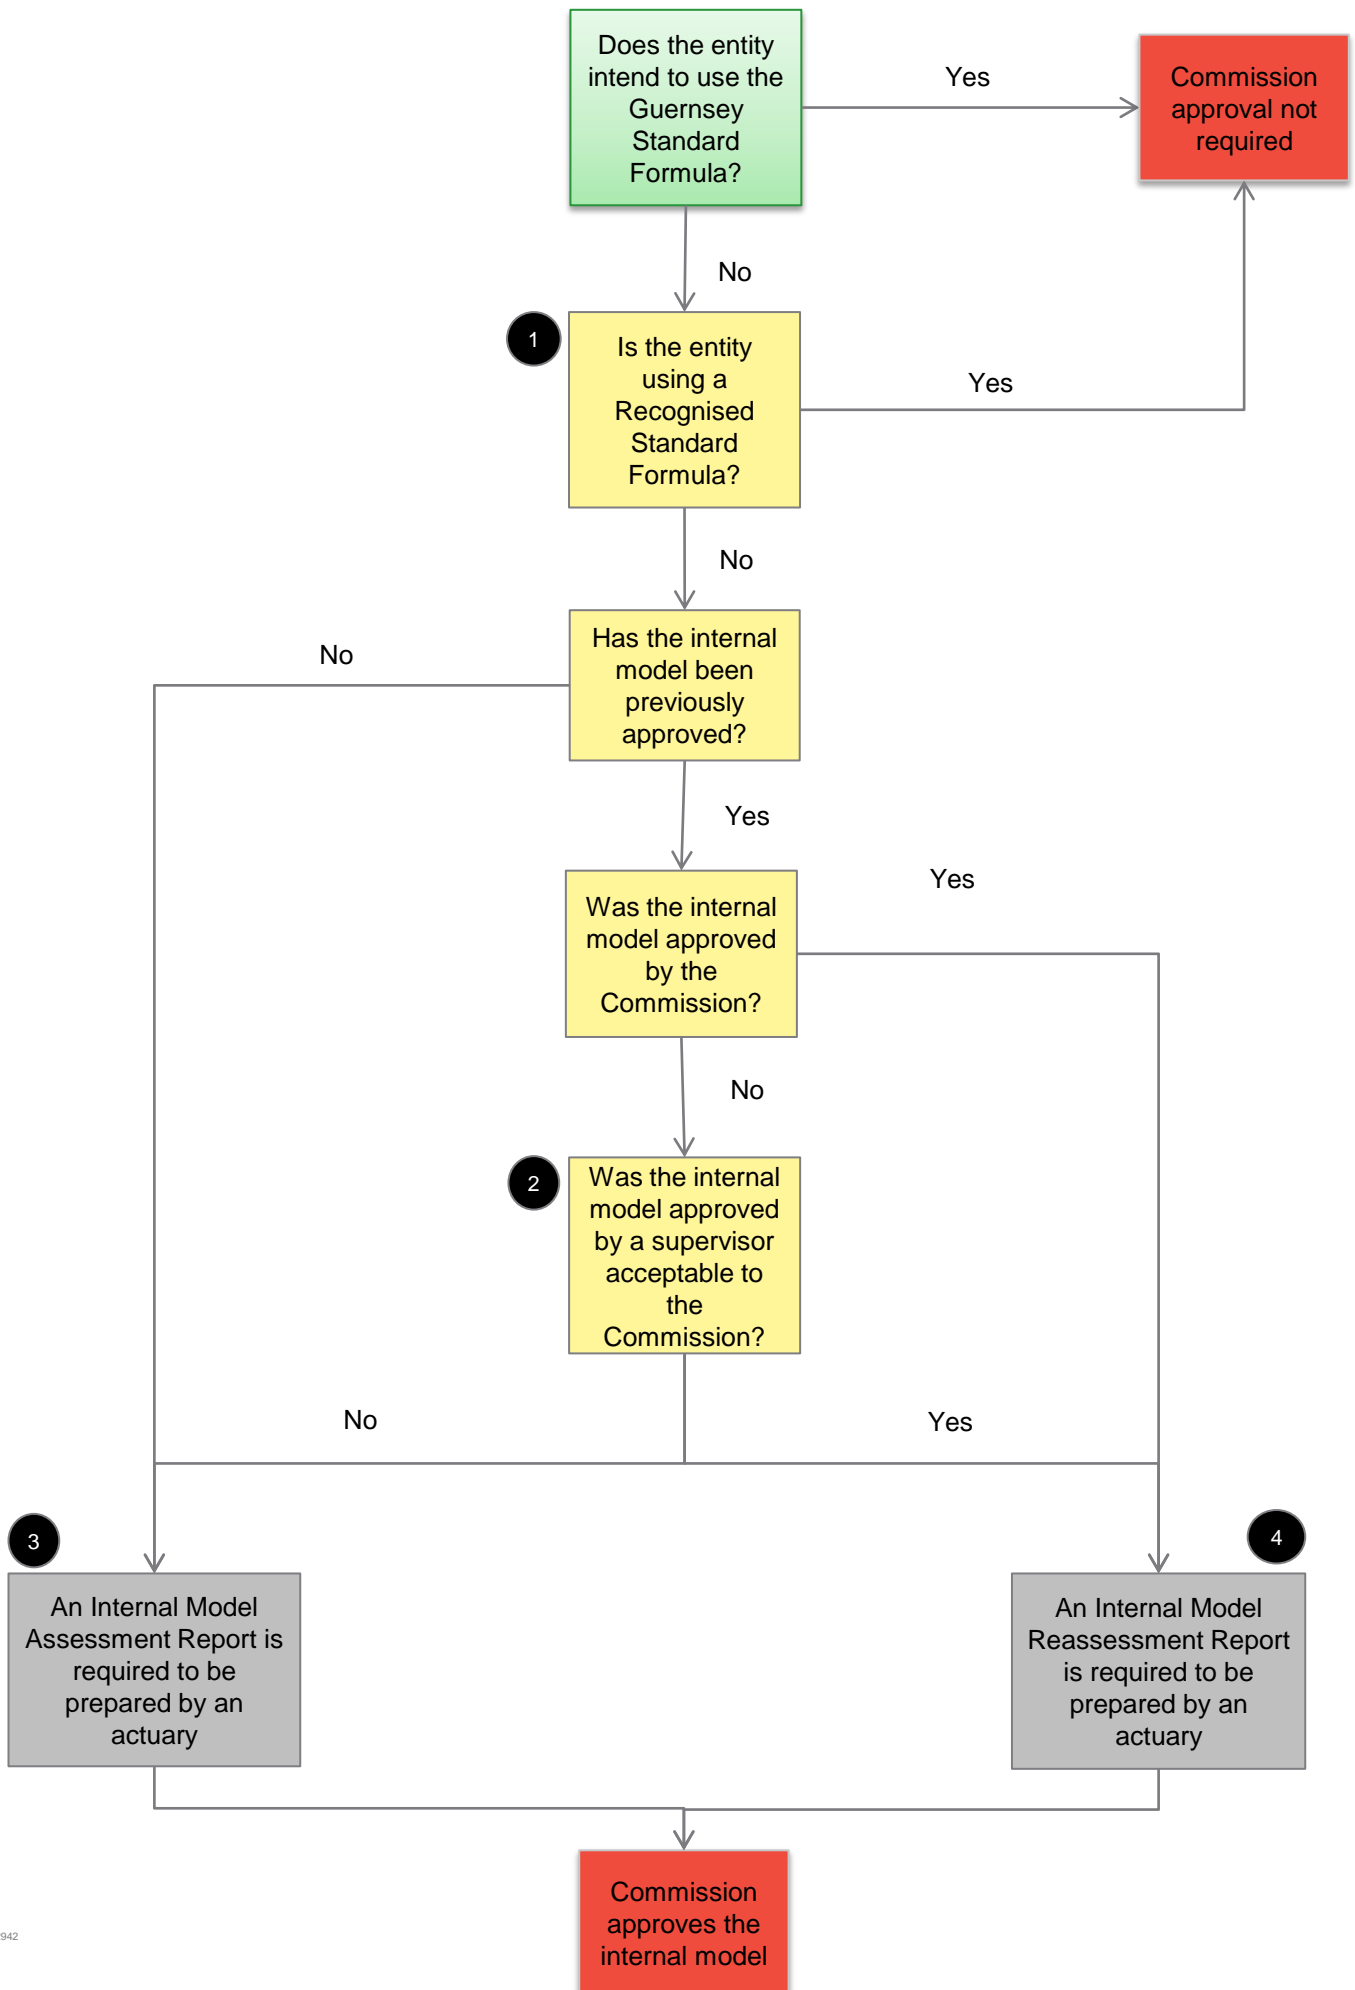 Does the entity
intend to use the
Guernsey
Standard
Formula?
Yes
Commission
approval not
required
No
1
Is the entity
using a
Recognised
Standard
Formula?
Yes
No
Has the internal
model been
previously
approved?
No
Yes
Was the internal
model approved
by the
Commission?
Yes
No
2
Was the internal
model approved
by a supervisor
acceptable to
the
Commission?
No
Yes
3
An Internal Model
Assessment Report is
required to be
prepared by an
actuary
4
An Internal Model
Reassessment Report
is required to be
prepared by an
actuary
Commission
approves the
internal model
2942